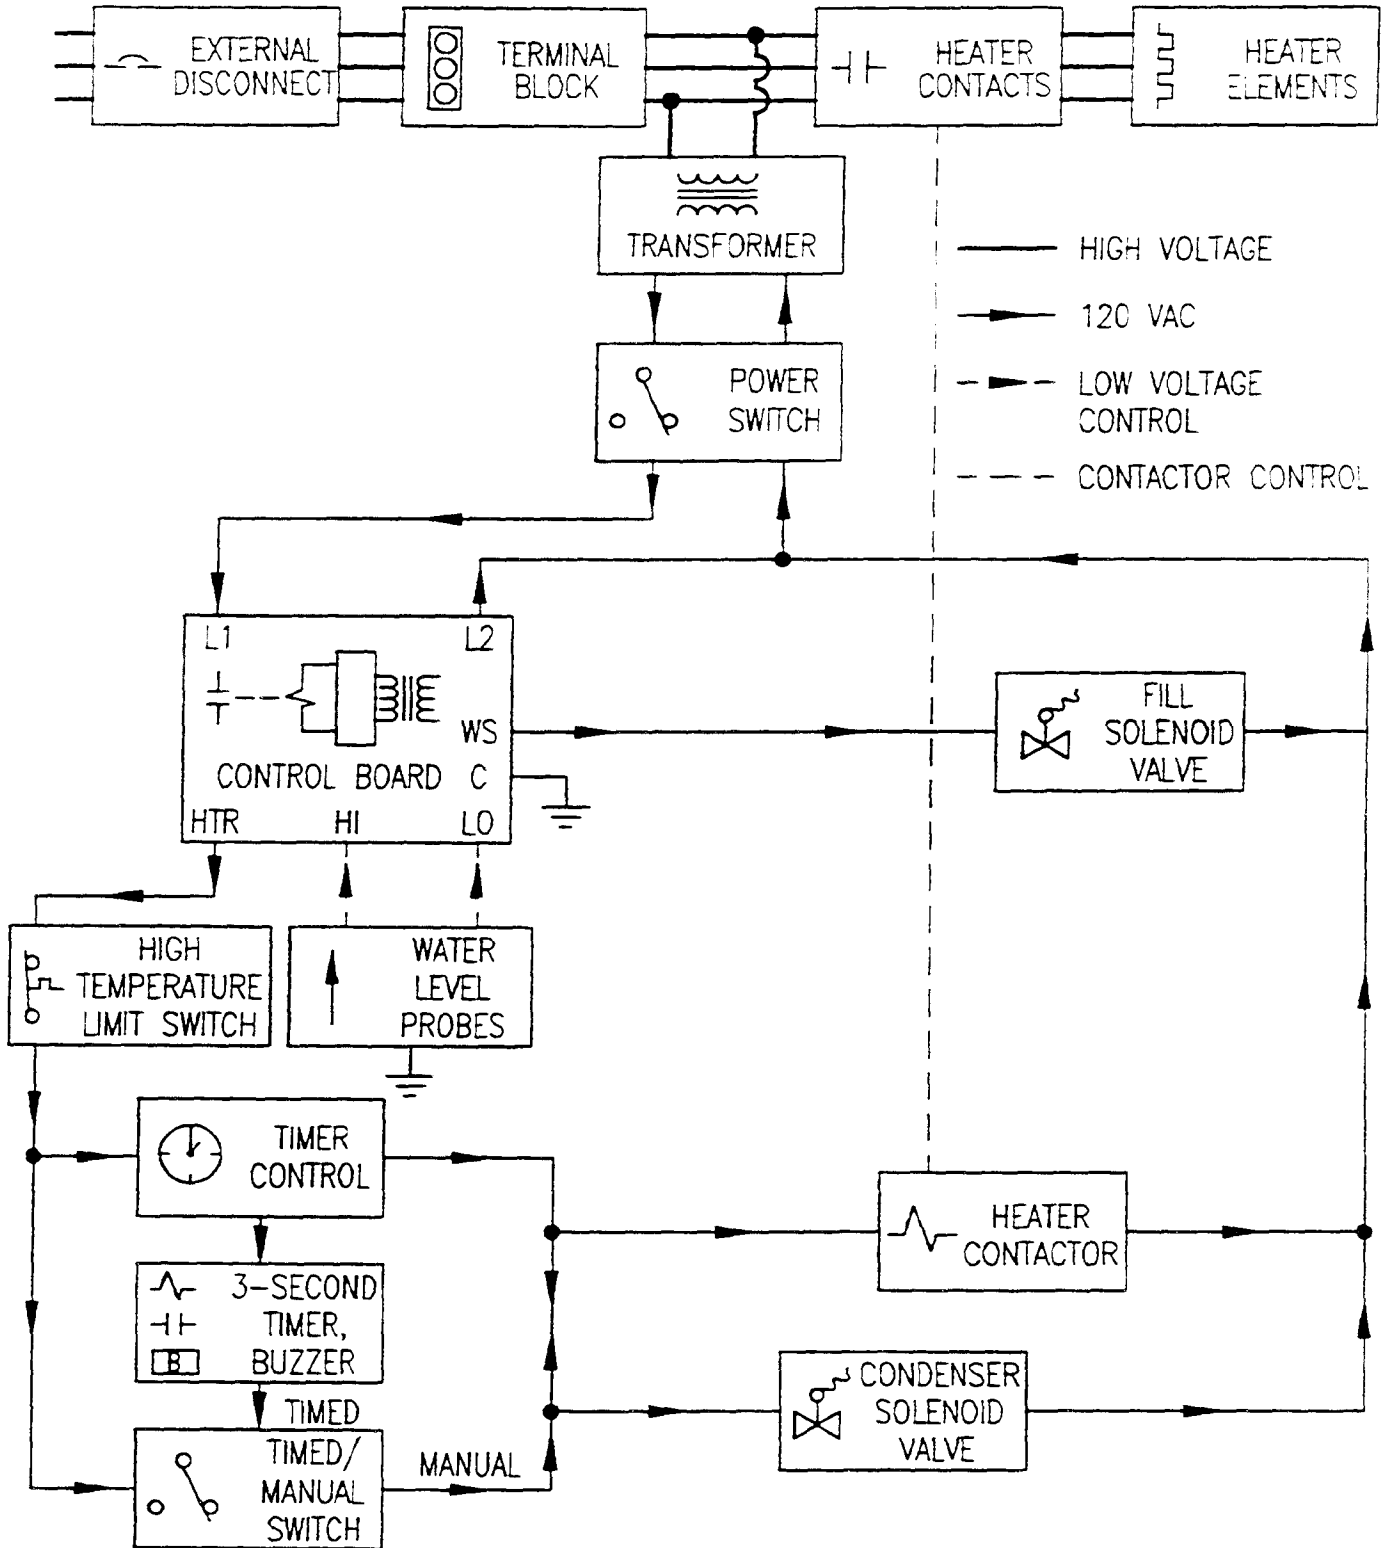 EXTERNAL
DISCONNECT
TERMINAL
BLOCK
HEATER
CONTACTS
HEATER
ELEMENTS
TRANSFORMER
HIGH VOLTAGE
120 VAC
LOW VOLTAGE
CONTROL
CONTACTOR CONTROL
POWER
SWITCH
L1
L2
WS
CONTROL BOARD
C
HTR
HI
LO
FILL
SOLENOID
VALVE
HIGH
TEMPERATURE
LIMIT SWITCH
WATER
LEVEL
PROBES
TIMER
CONTROL
3-SECOND
TIMER,
B
BUZZER
HEATER
CONTACTOR
TIMED
TIMED/
MANUAL
SWITCH
MANUAL
CONDENSER
SOLENOID
VALVE